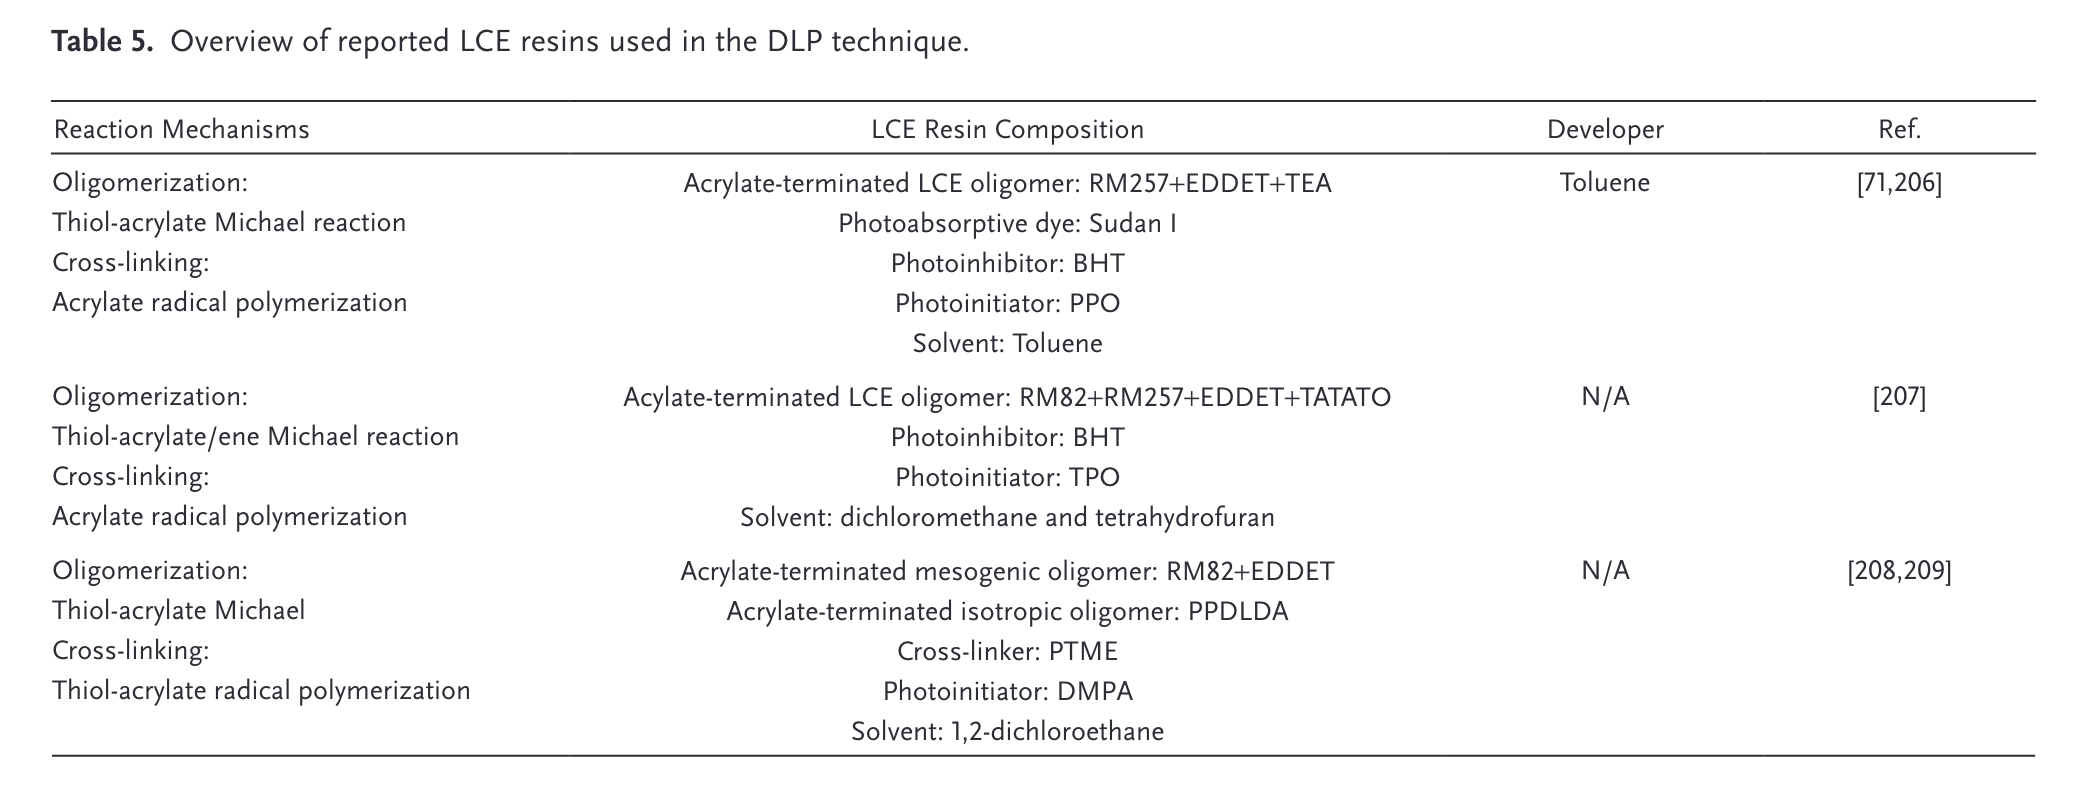 Table 5. Overview of reported LCE resins used in the DLP technique.
Reaction Mechanisms LCE Resin Composition Developer Ref.
Oligomerization: Acrylate-terminated LCE oligomer: RM257+EDDET+TEA Toluene [71,206]
Thiol-acrylate Michael reaction Photoabsorptive dye: Sudan I
Cross-linking: Photoinhibitor: BHT
Acrylate radical polymerization Photoinitiator: PPO
Solvent: Toluene
Oligomerization: Acylate-terminated LCE oligomer: RM82+RM257+EDDET+TATATO N/A [207]
Thiol-acrylate/ene Michael reaction Photoinhibitor: BHT
Cross-linking: Photoinitiator: TPO
Acrylate radical polymerization Solvent: dichloromethane and tetrahydrofuran
Oligomerization: Acrylate-terminated mesogenic oligomer: RM82+EDDET N/A [208,209]
Thiol-acrylate Michael Acrylate-terminated isotropic oligomer: PPDLDA
Cross-linking: Cross-linker: PTME
Thiol-acrylate radical polymerization Photoinitiator: DMPA
Solvent: 1,2-dichloroethane